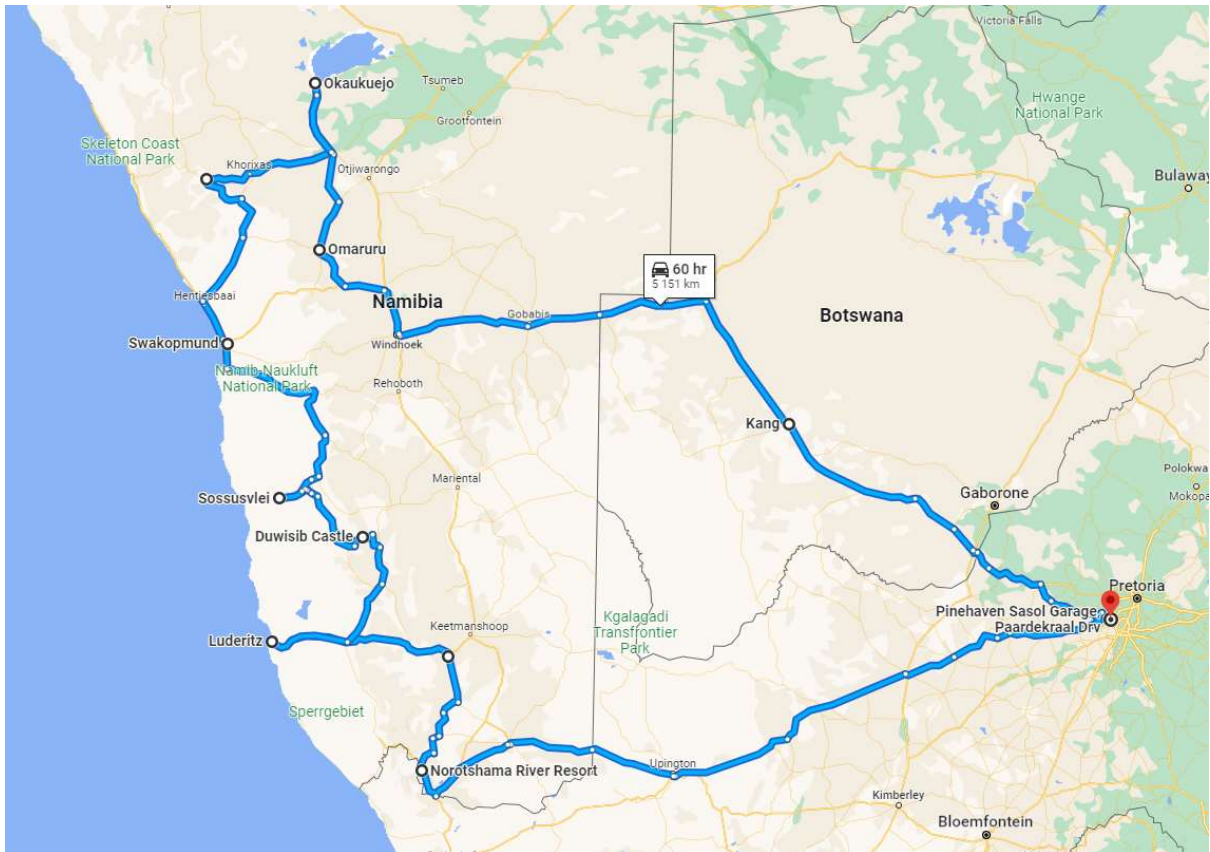 Victoria Falls
Okaukuejo
Tsumeb
Hwange
National Park
Grootfontein
Skeleton Coast
National Park
Khorixas
Otjiwarongo
Bulaway
Omaruru
60 hr
5 151 km
Hentiesbaai
Namibia
Gobabis
Botswana
Swakopmund
Windhoek
Namib-Naukluft
National Park
Rehoboth
Kang
Polokwa
Mokopa
Mariental
Sossusvlei
Gaborone
Duwisib Castle
Pretoria
Pinehaven Sasol Garage
Paardekraal Drv
Kgalagadi
Transfrontier
Park
Keetmanshoop
Luderitz
Sperrgebiet
Norotshama River Resort
Upington
Kimberley
Bloemfontein